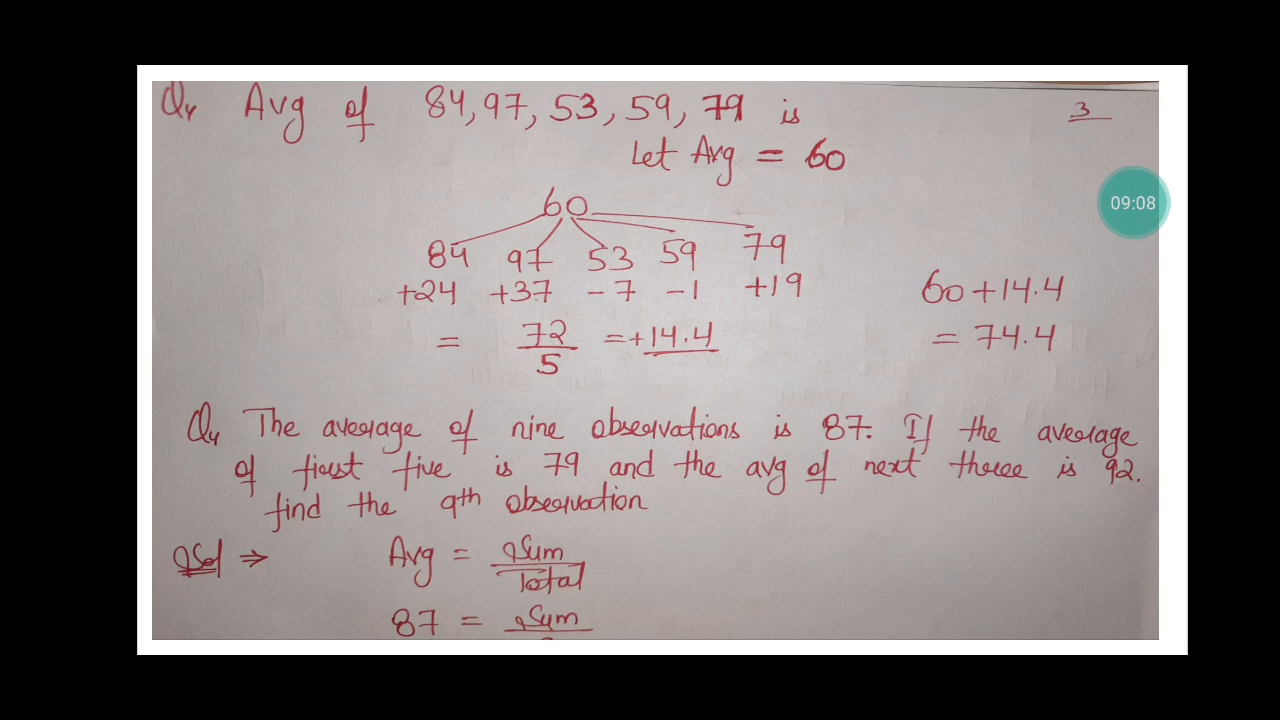 Q, Avg of 84, 97, 53, 59, 79 is
3
Let Avg = 60
60
84 97 53 59 79
+24 +37 -7 -1 +19
60+14.4
= 72/5 = +14.4
= 74.4
09:08
Q, The average of nine observations is 87. If the average
of first five is 79 and the avg of next three is 92.
find the 9th observation
Sol ⇒ Avg = Sum/Total
87 = Sum